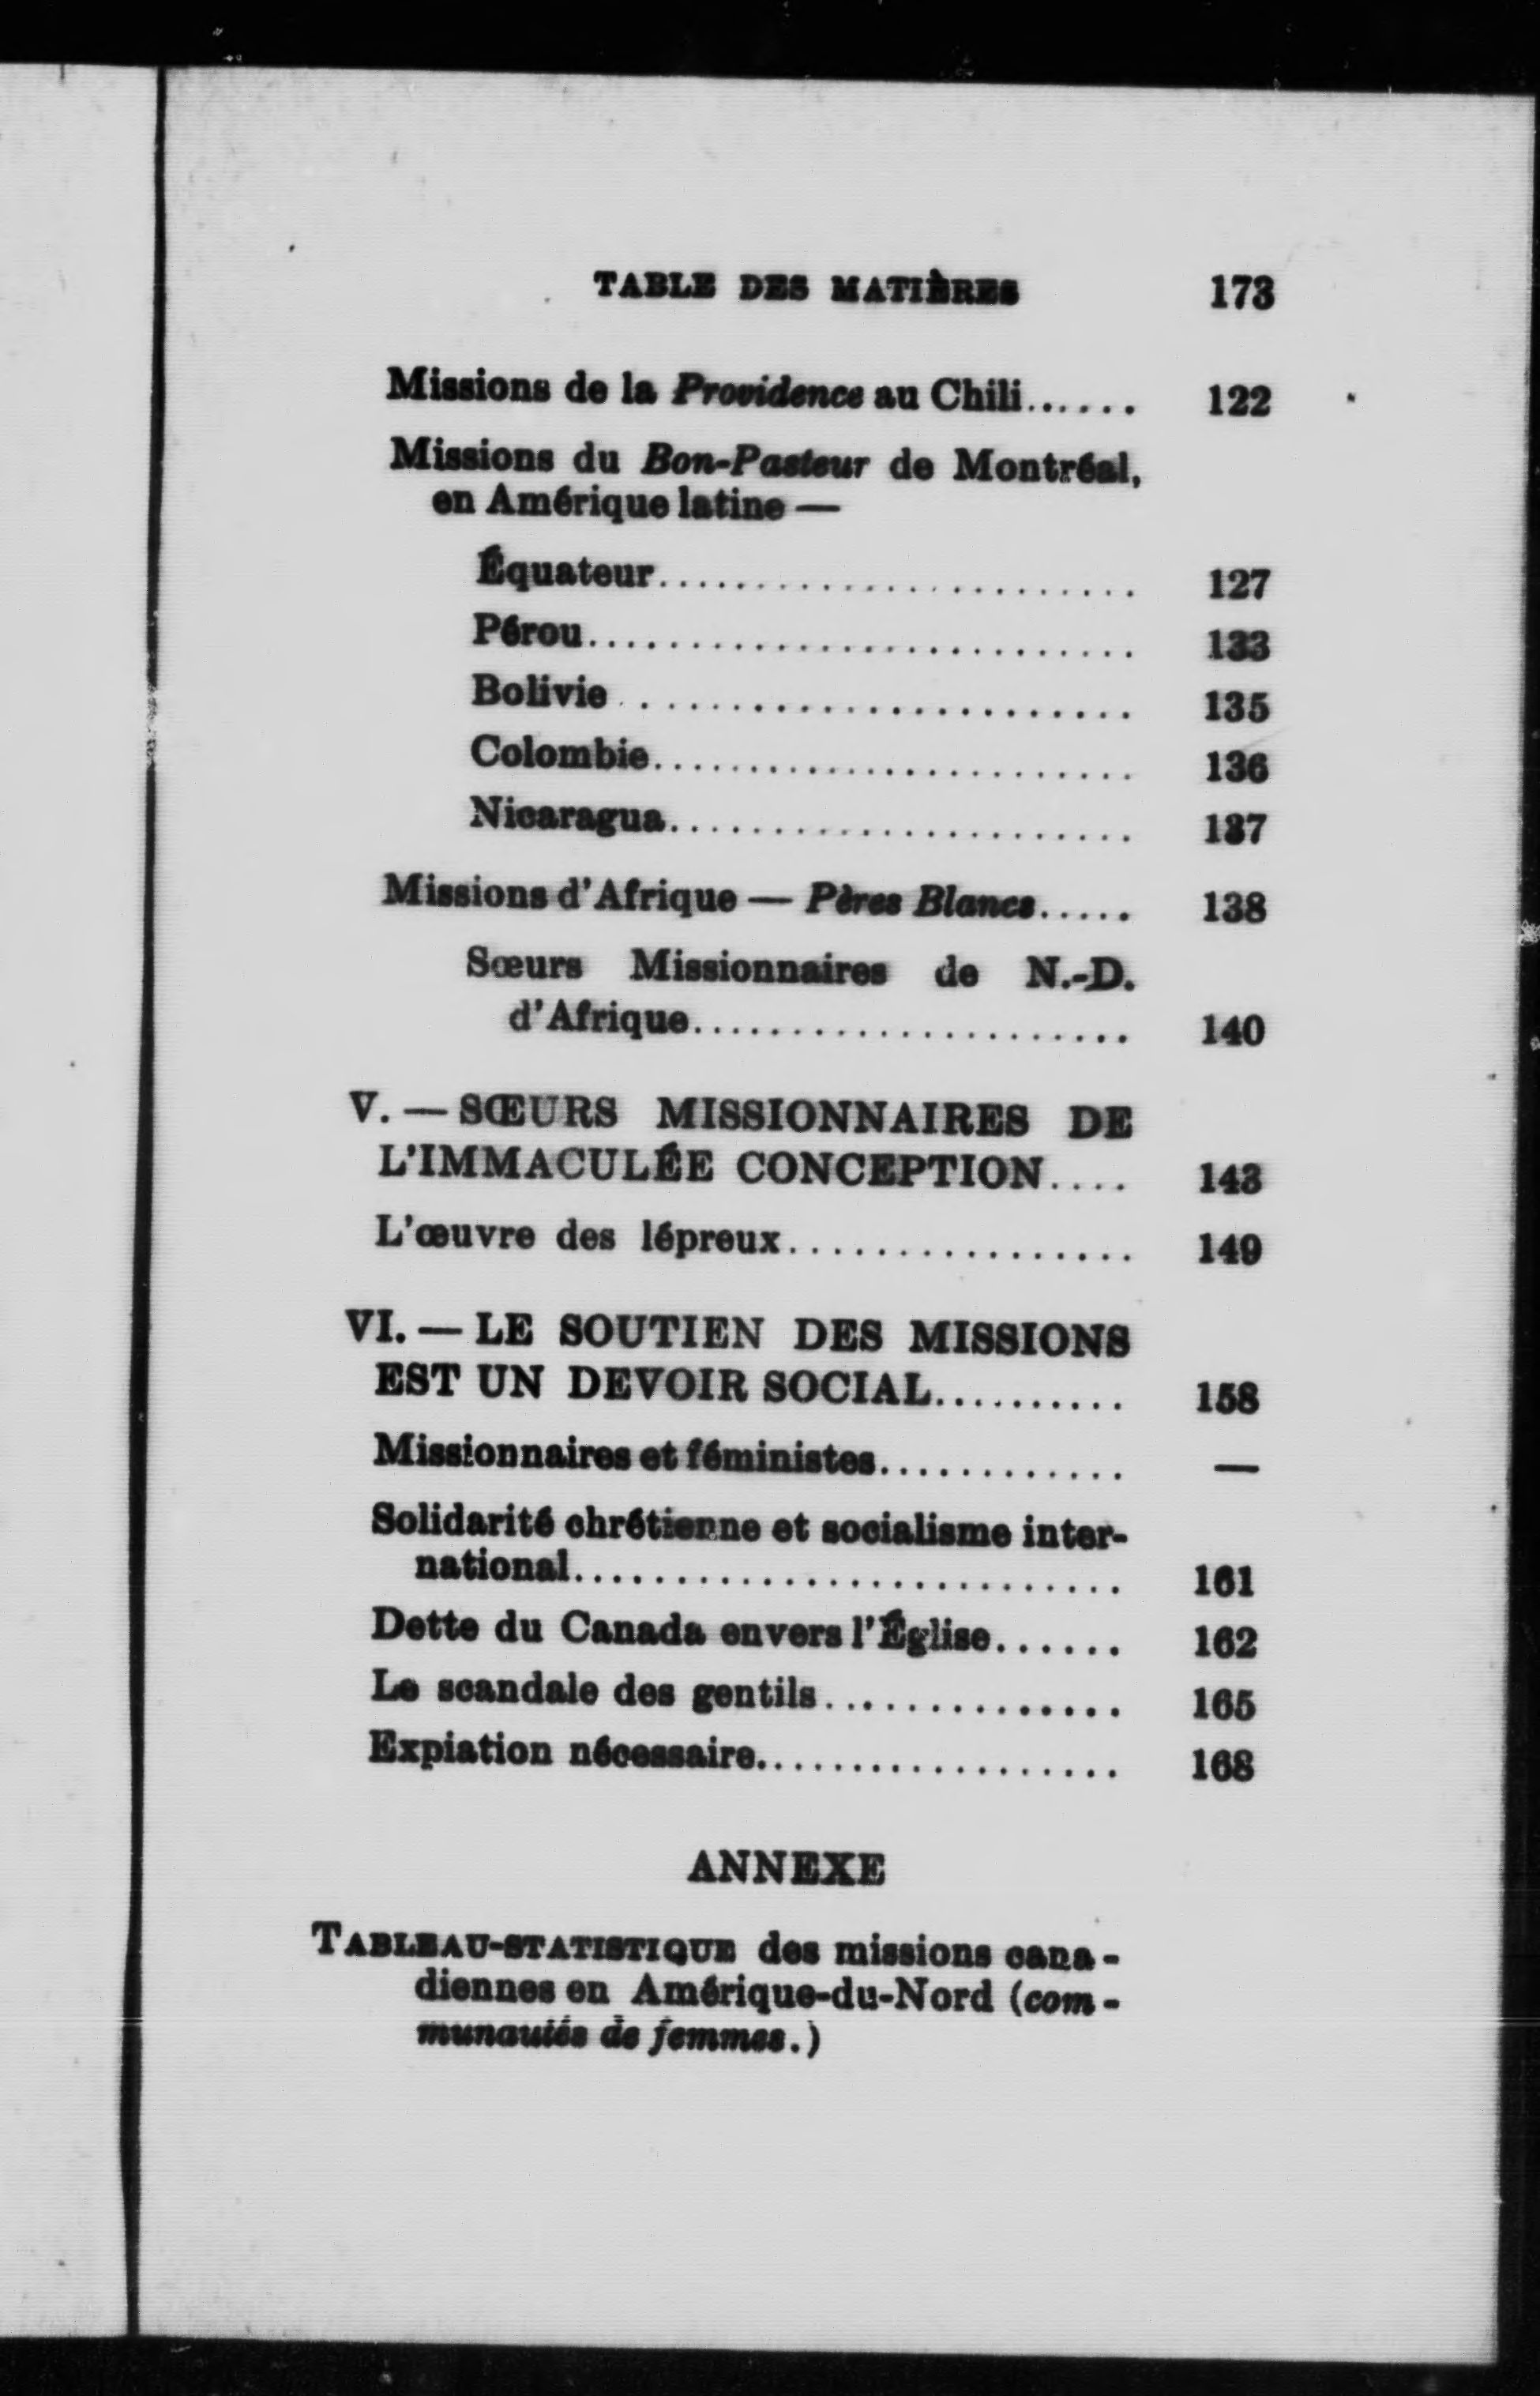 TABLE DES MATIÈRES 173
Missions de la Providence au Chili...... 122
Missions du Bon-Pasteur de Montréal,
en Amérique latine —
Équateur......................... 127
Pérou............................ 133
Bolivie ......................... 135
Colombie......................... 136
Nicaragua........................ 137
Missions d'Afrique — Pères Blancs..... 138
Sœurs Missionnaires de N.-D.
d'Afrique....................... 140
V. — SŒURS MISSIONNAIRES DE
L'IMMACULÉE CONCEPTION.... 143
L'œuvre des lépreux................. 149
VI. — LE SOUTIEN DES MISSIONS
EST UN DEVOIR SOCIAL.......... 158
Missionnaires et féministes............. —
Solidarité chrétienne et socialisme inter-
national............................ 161
Dette du Canada envers l'Église...... 162
Le scandale des gentils............... 165
Expiation nécessaire.................. 168
ANNEXE
TABLEAU-STATISTIQUE des missions cana-
diennes en Amérique-du-Nord (com-
munautés de femmes.)